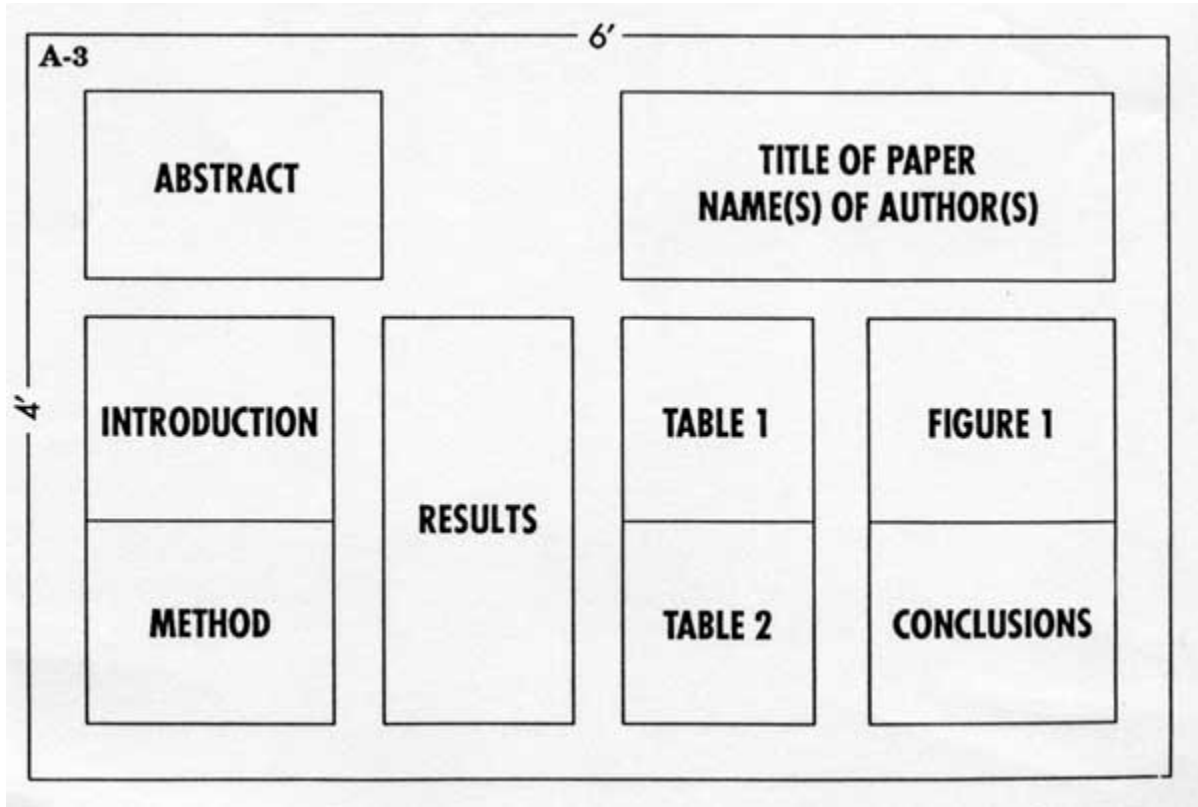 6'
A-3
ABSTRACT
TITLE OF PAPER
NAME(S) OF AUTHOR(S)
4'
INTRODUCTION
METHOD
RESULTS
TABLE 1
TABLE 2
FIGURE 1
CONCLUSIONS